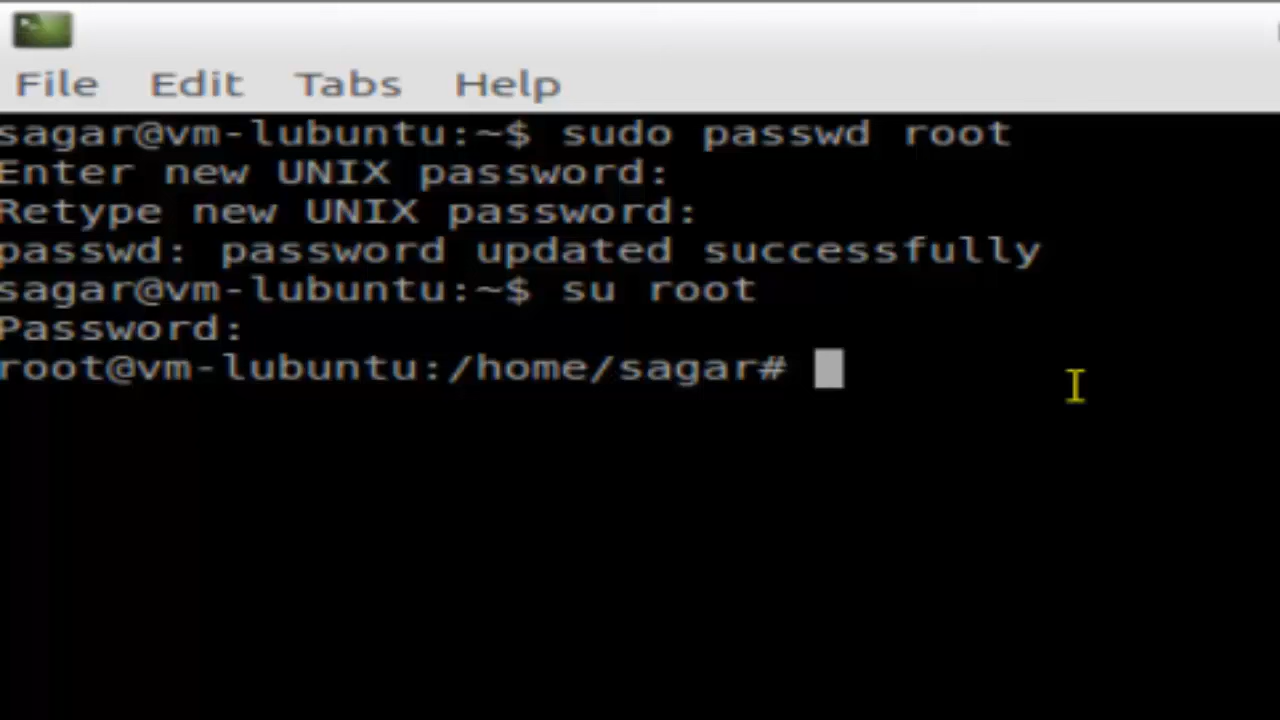 File Edit Tabs Help
sagar@vm-lubuntu:~$ sudo passwd root
Enter new UNIX password:
Retype new UNIX password:
passwd: password updated successfully
sagar@vm-lubuntu:~$ su root
Password:
root@vm-lubuntu:/home/sagar#